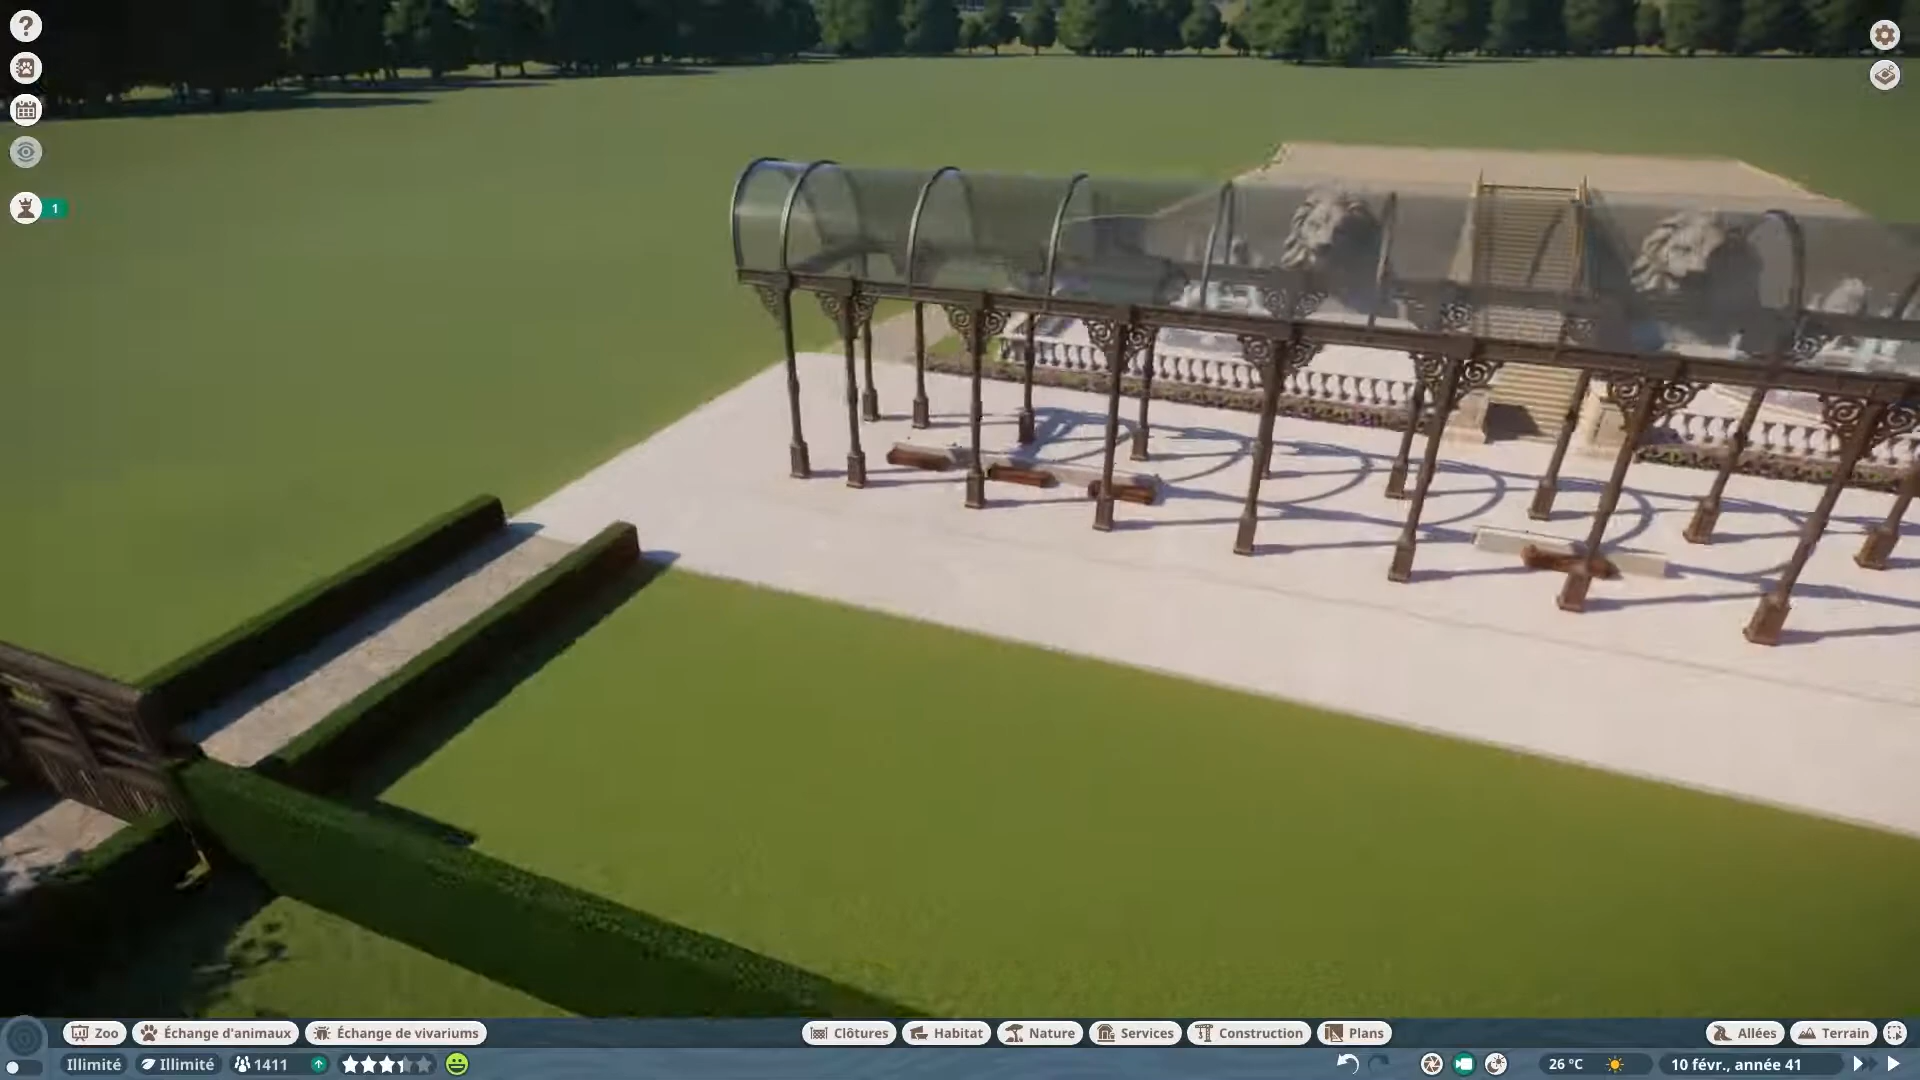 ?
1
Zoo Échange d'animaux Échange de vivariums Clôtures Habitat Nature Services Construction Plans Allées Terrain
Illimité Illimité 1411 26 °C 10 févr., année 41